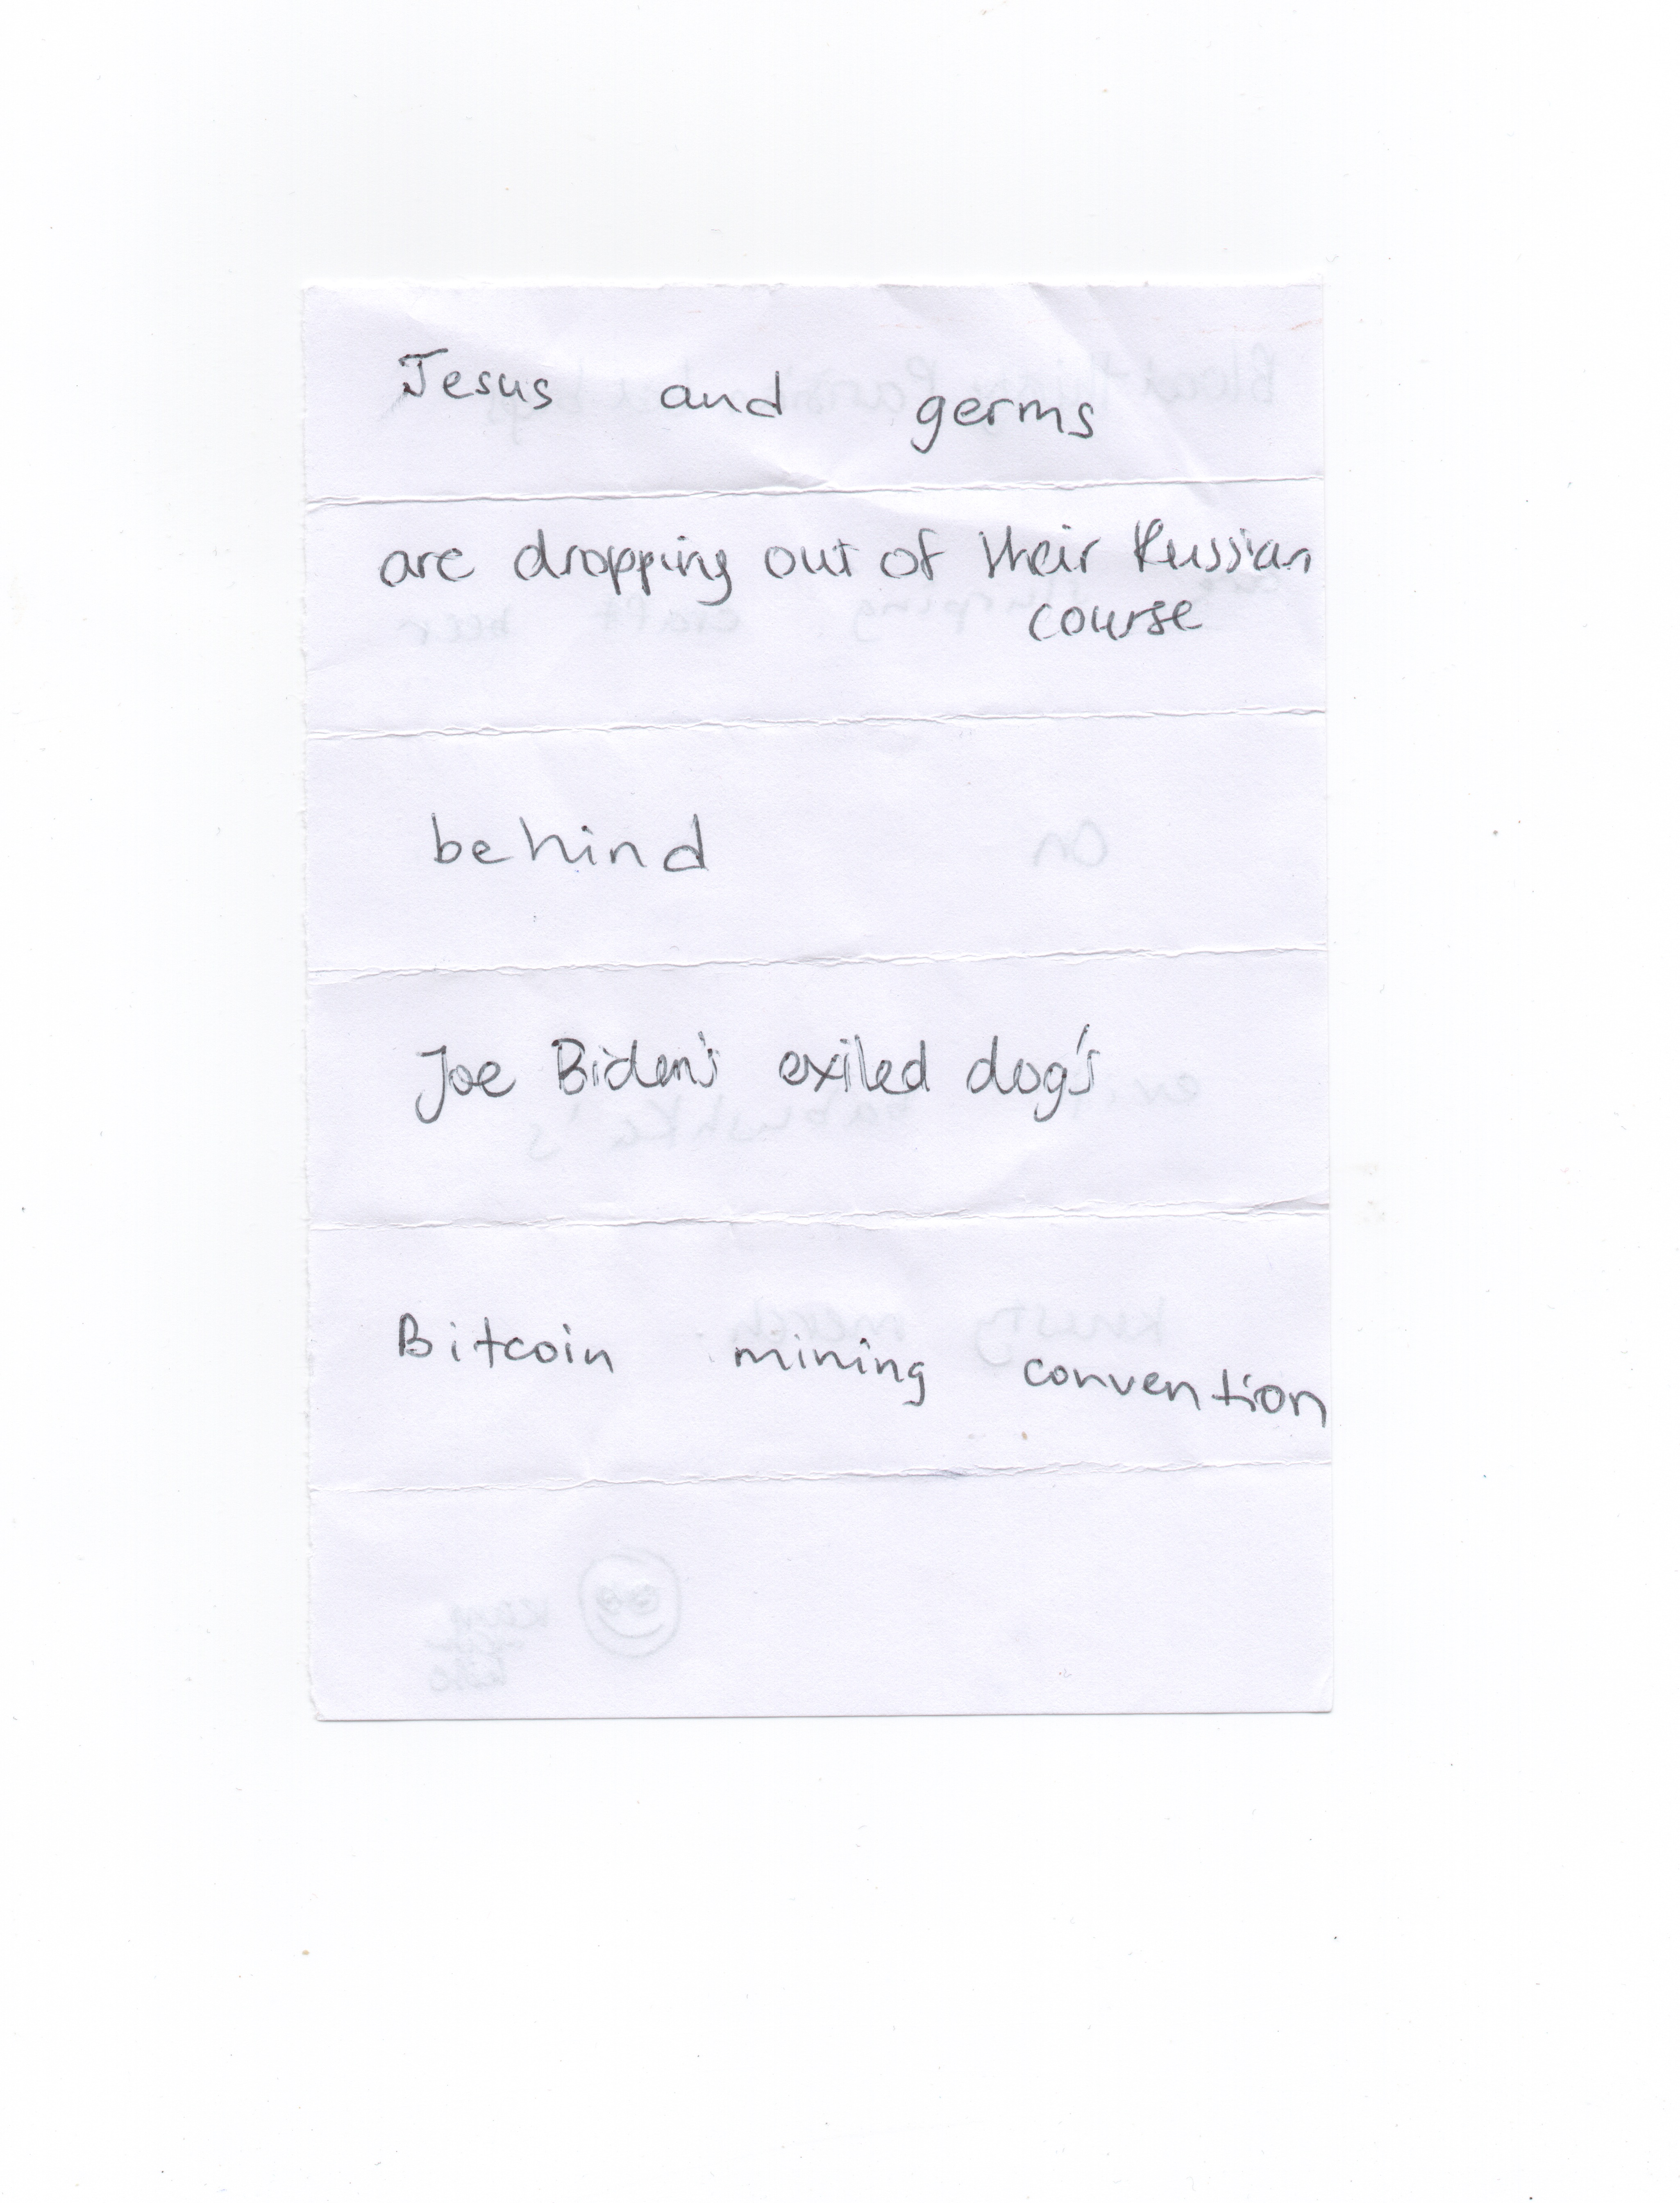 Jesus and germs
are dropping out of their Russian
course
behind
Joe Biden's exiled dog's
Bitcoin mining convention